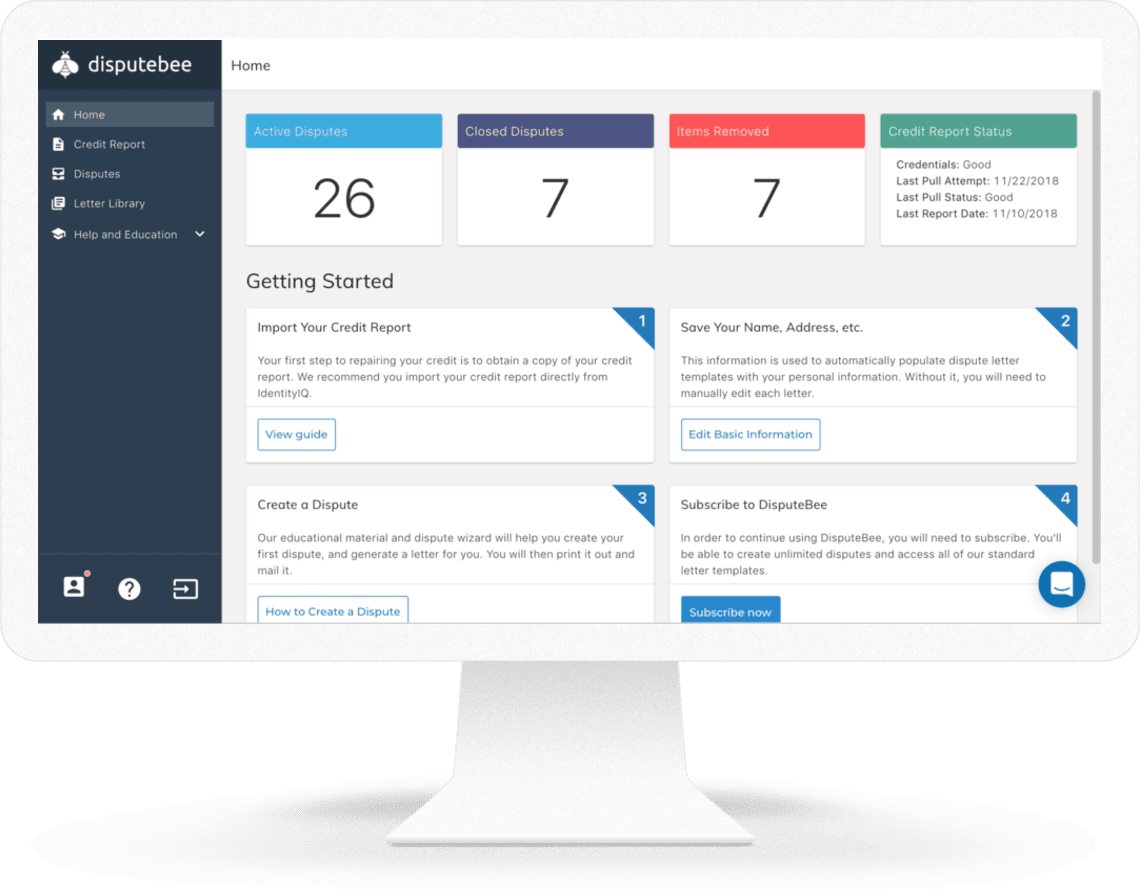 disputebee
Home
Home
Credit Report
Disputes
Letter Library
Help and Education
Active Disputes
26
Closed Disputes
7
Items Removed
7
Credit Report Status
Credentials: Good
Last Pull Attempt: 11/22/2018
Last Pull Status: Good
Last Report Date: 11/10/2018
Getting Started
Import Your Credit Report
1
Your first step to repairing your credit is to obtain a copy of your credit
report. We recommend you import your credit report directly from
IdentityIQ.
View guide
Save Your Name, Address, etc.
2
This information is used to automatically populate dispute letter
templates with your personal information. Without it, you will need to
manually edit each letter.
Edit Basic Information
Create a Dispute
3
Our educational material and dispute wizard will help you create your
first dispute, and generate a letter for you. You will then print it out and
mail it.
How to Create a Dispute
Subscribe to DisputeBee
4
In order to continue using DisputeBee, you will need to subscribe. You'll
be able to create unlimited disputes and access all of our standard
letter templates.
Subscribe now
?